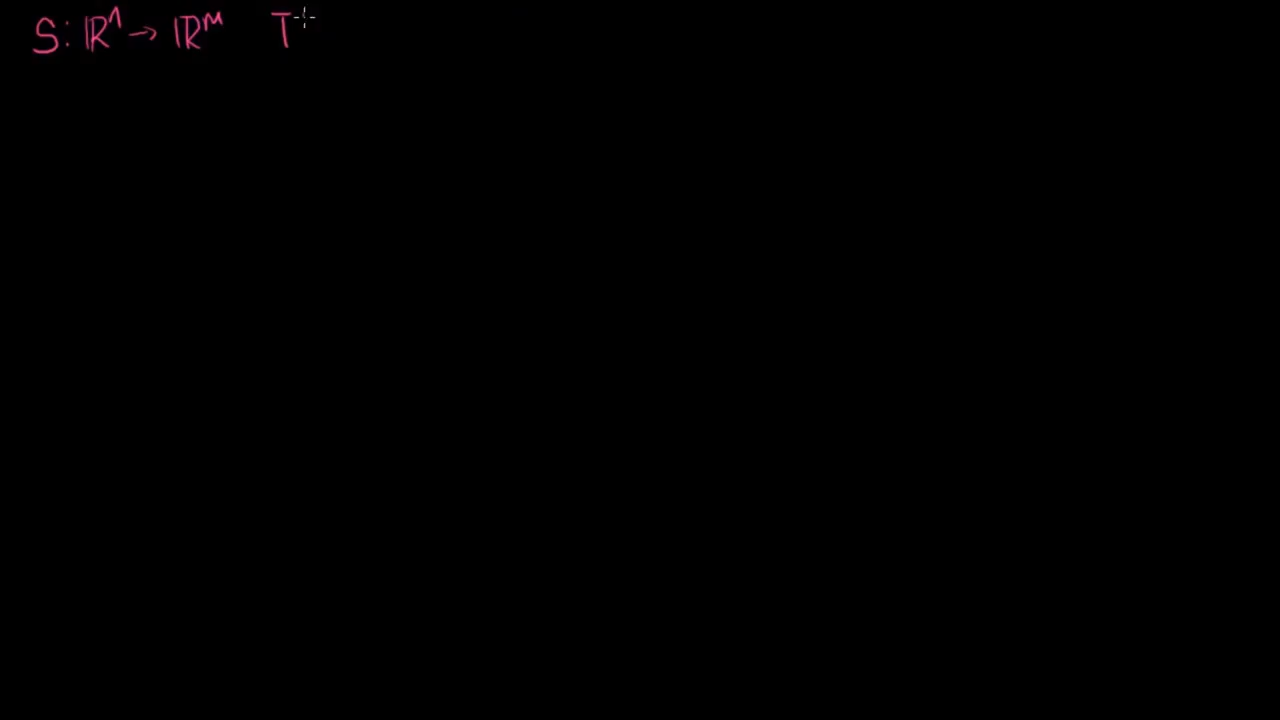 S: ℝⁿ → ℝᵐ T